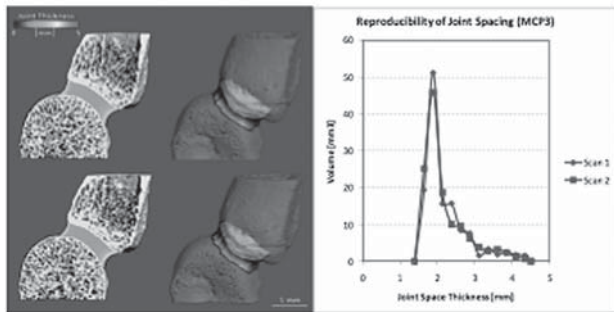 Joint Thickness
0 [mm] 5
1 mm
Reproducibility of Joint Spacing (MCP3)
60
50
40
30
20
10
0
Volume [mm3]
0 1 2 3 4 5
Joint Space Thickness [mm]
Scan 1
Scan 2